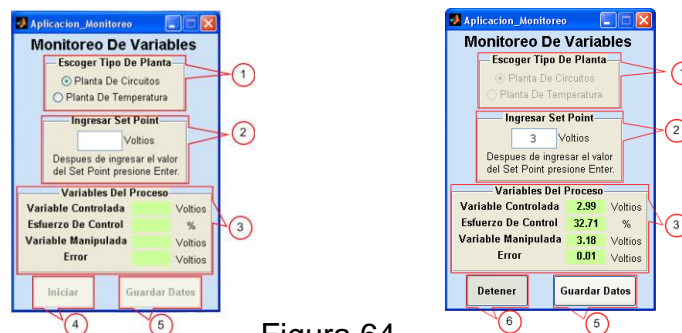 Aplicacion_Monitoreo
Monitoreo De Variables
Escoger Tipo De Planta
Planta De Circuitos
Planta De Temperatura
1
Ingresar Set Point
Voltios
Despues de ingresar el valor
del Set Point presione Enter.
2
Variables Del Proceso
Variable Controlada Voltios
Esfuerzo De Control %
Variable Manipulada Voltios
Error Voltios
3
Iniciar Guardar Datos
4 5
Aplicacion_Monitoreo
Monitoreo De Variables
Escoger Tipo De Planta
Planta De Circuitos
Planta De Temperatura
1
Ingresar Set Point
3 Voltios
Despues de ingresar el valor
del Set Point presione Enter.
2
Variables Del Proceso
Variable Controlada 2.99 Voltios
Esfuerzo De Control 32.71 %
Variable Manipulada 3.18 Voltios
Error 0.01 Voltios
3
Detener Guardar Datos
6 5
Figura 64